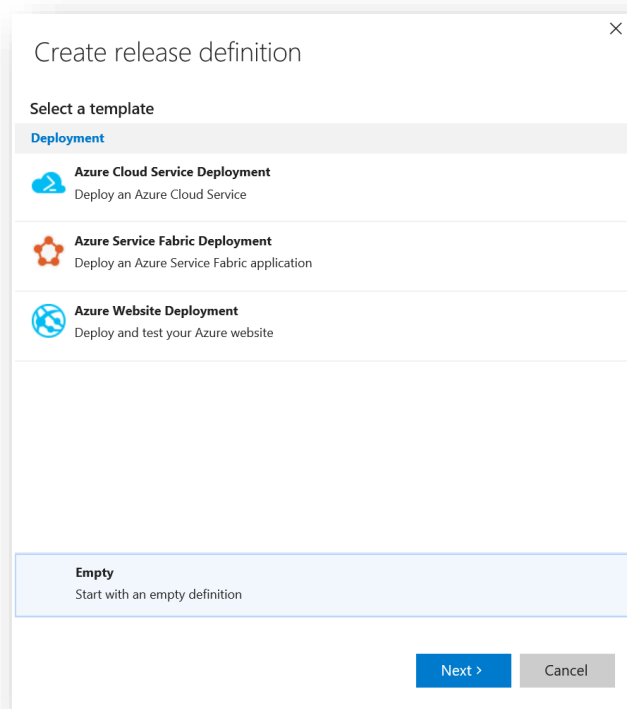 Create release definition
Select a template
Deployment
Azure Cloud Service Deployment
Deploy an Azure Cloud Service
Azure Service Fabric Deployment
Deploy an Azure Service Fabric application
Azure Website Deployment
Deploy and test your Azure website
Empty
Start with an empty definition
Next >
Cancel